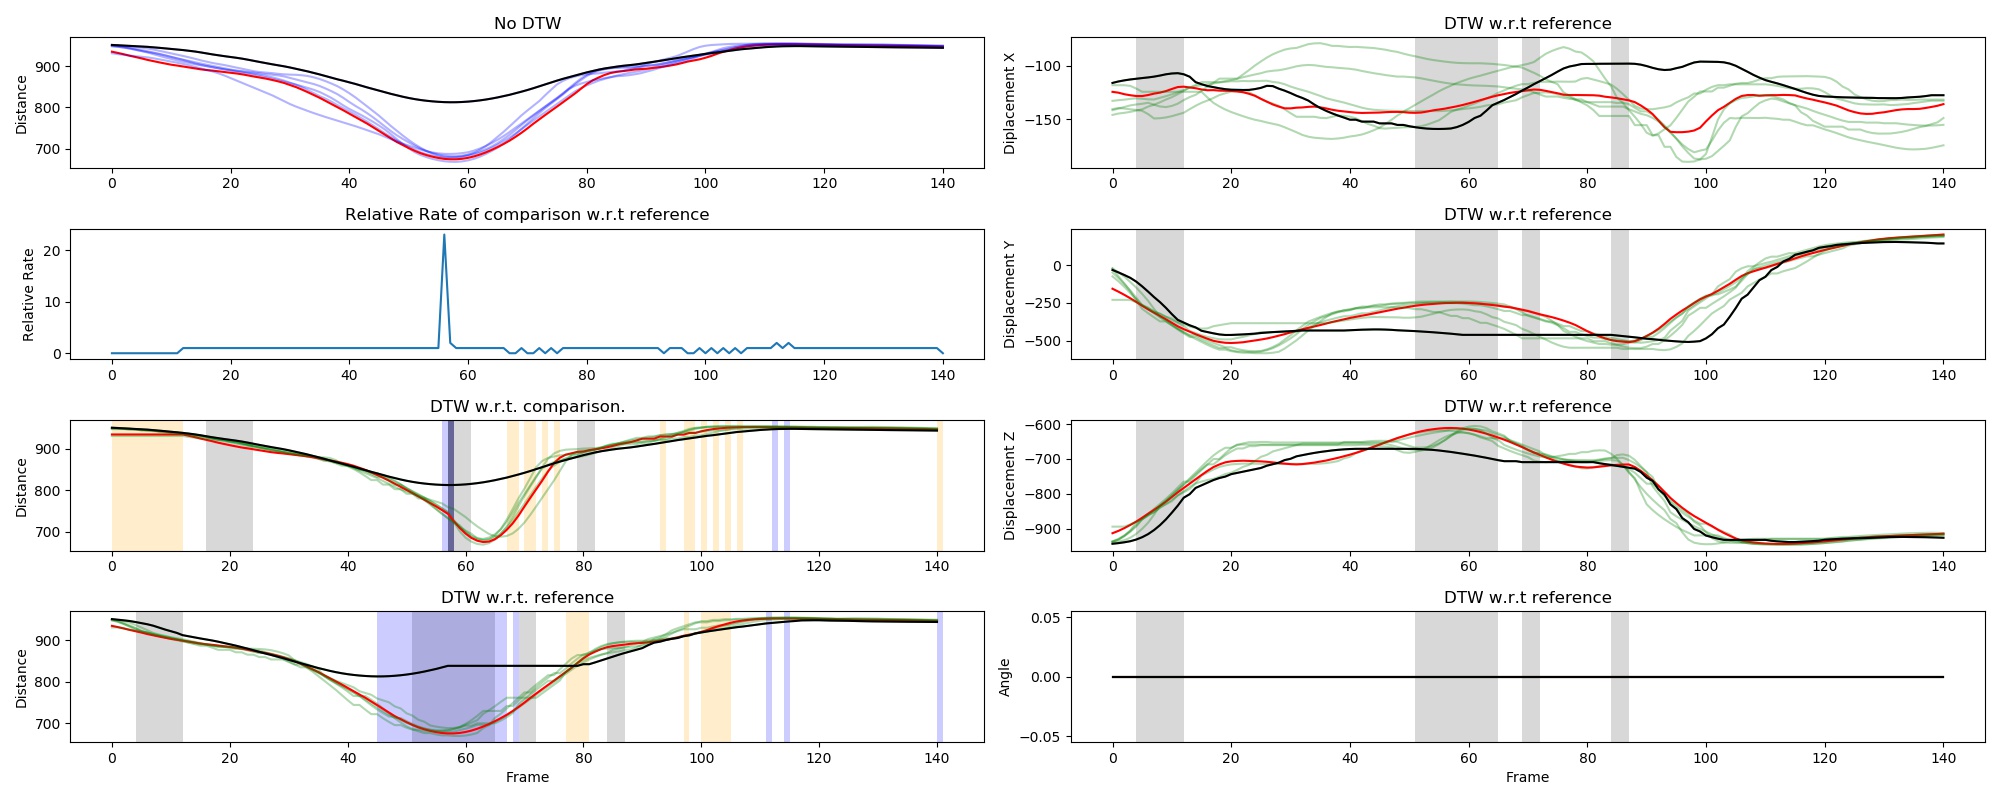 No DTW
Distance
900
800
700
0 20 40 60 80 100 120 140
Relative Rate of comparison w.r.t reference
Relative Rate
20
10
0
0 20 40 60 80 100 120 140
DTW w.r.t. comparison.
Distance
900
800
700
0 20 40 60 80 100 120 140
DTW w.r.t. reference
Distance
900
800
700
0 20 40 60 80 100 120 140
Frame
DTW w.r.t reference
Diplacement X
−100
−150
0 20 40 60 80 100 120 140
DTW w.r.t reference
Displacement Y
0
−250
−500
0 20 40 60 80 100 120 140
DTW w.r.t reference
Displacement Z
−600
−700
−800
−900
0 20 40 60 80 100 120 140
DTW w.r.t reference
Angle
0.05
0.00
−0.05
0 20 40 60 80 100 120 140
Frame